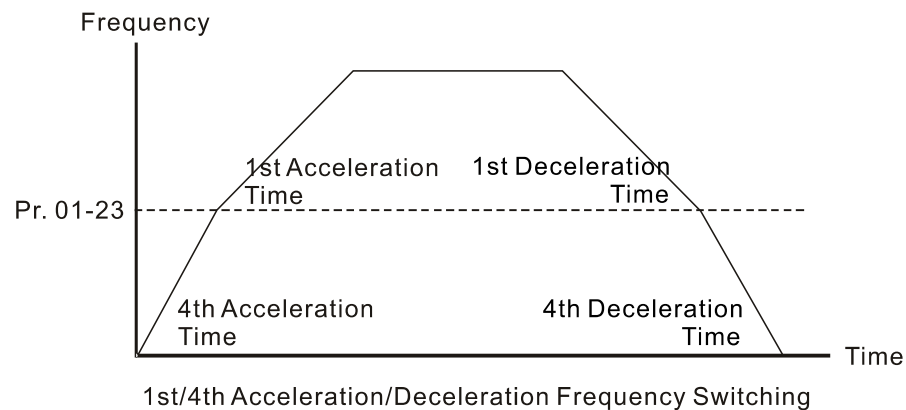 Frequency
1st Acceleration
Time
1st Deceleration
Time
Pr. 01-23
4th Acceleration
Time
4th Deceleration
Time
Time
1st/4th Acceleration/Deceleration Frequency Switching